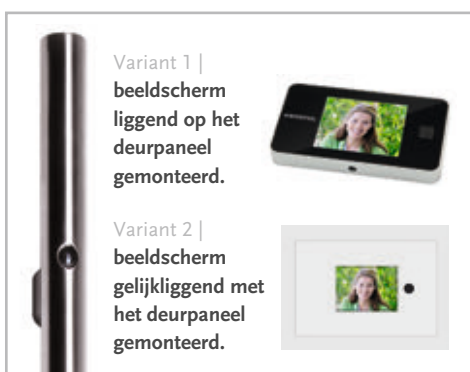 Variant 1 |
beeldscherm
liggend op het
deurpaneel
gemonteerd.
Variant 2 |
beeldscherm
gelijkliggend met
het deurpaneel
gemonteerd.